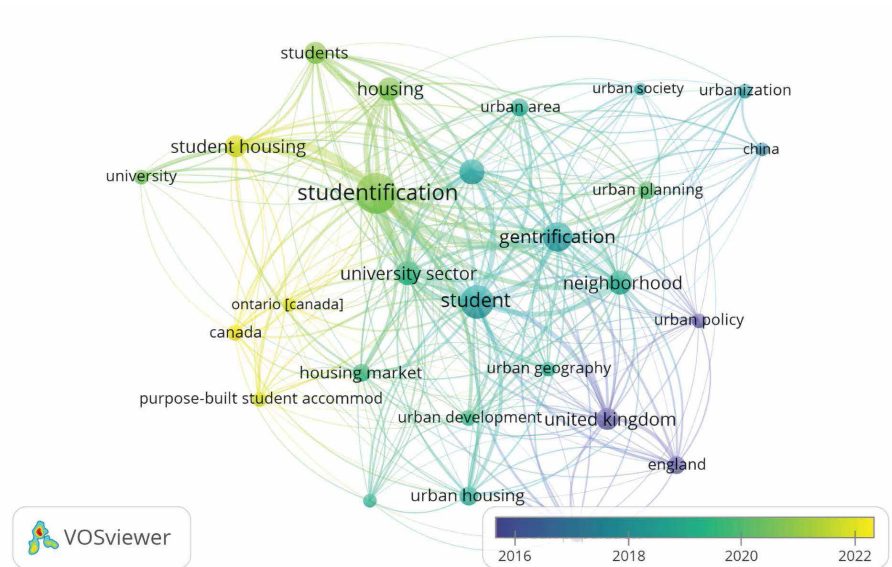 students
housing
urban area
urban society
urbanization
student housing
china
university
studentification
urban planning
gentrification
university sector
neighborhood
student
ontario [canada]
urban policy
canada
housing market
urban geography
purpose-built student accommod
urban development
united kingdom
england
urban housing
VOSviewer
2016
2018
2020
2022